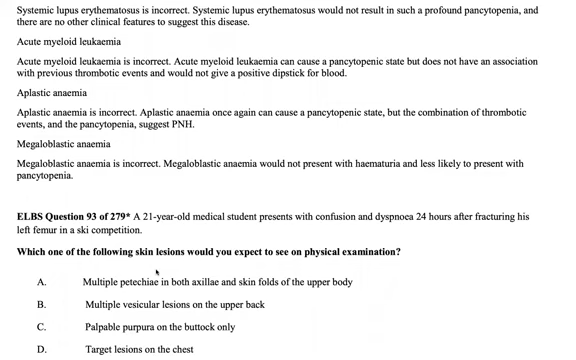 Systemic lupus erythematosus is incorrect. Systemic lupus erythematosus would not result in such a profound pancytopenia, and
there are no other clinical features to suggest this disease.
Acute myeloid leukaemia
Acute myeloid leukaemia is incorrect. Acute myeloid leukaemia can cause a pancytopenic state but does not have an association
with previous thrombotic events and would not give a positive dipstick for blood.
Aplastic anaemia
Aplastic anaemia is incorrect. Aplastic anaemia once again can cause a pancytopenic state, but the combination of thrombotic
events, and the pancytopenia, suggest PNH.
Megaloblastic anaemia
Megaloblastic anaemia is incorrect. Megaloblastic anaemia would not present with haematuria and less likely to present with
pancytopenia.
ELBS Question 93 of 279* A 21-year-old medical student presents with confusion and dyspnoea 24 hours after fracturing his
left femur in a ski competition.
Which one of the following skin lesions would you expect to see on physical examination?
A. Multiple petechiae in both axillae and skin folds of the upper body
B. Multiple vesicular lesions on the upper back
C. Palpable purpura on the buttock only
D. Target lesions on the chest